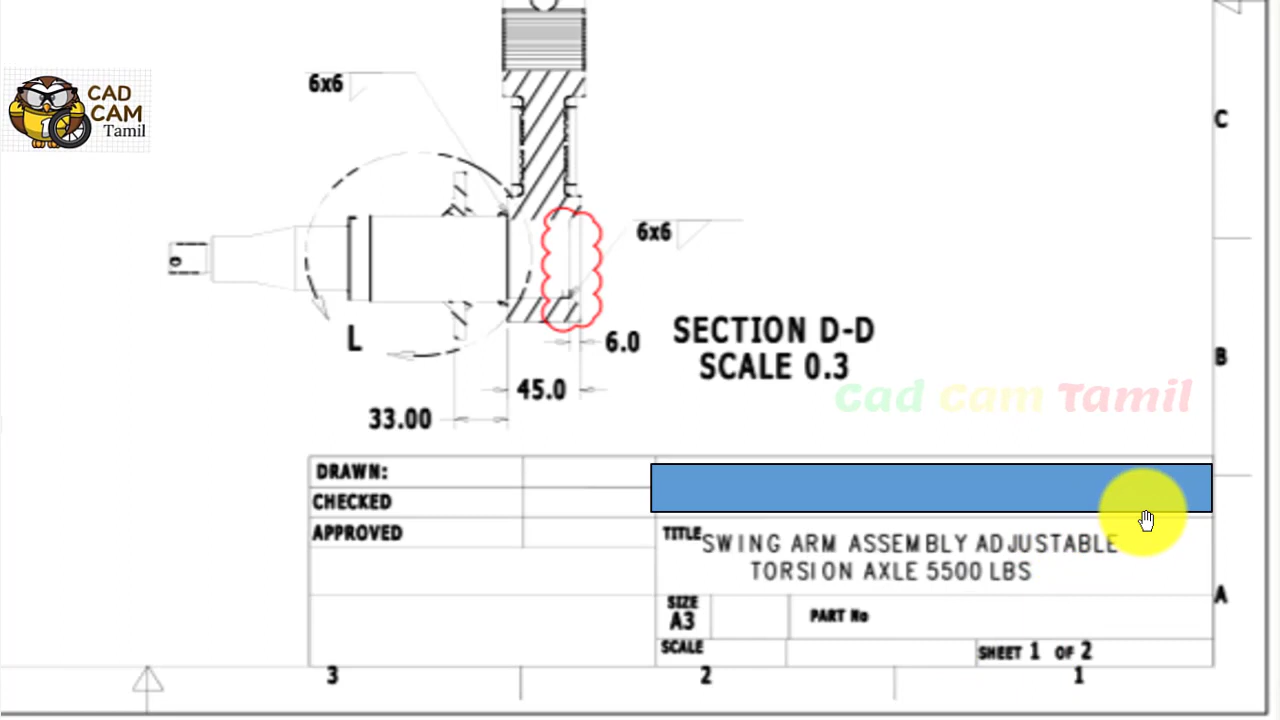 CAD
CAM
Tamil
6x6
C
6x6
L
6.0
SECTION D-D
SCALE 0.3
B
45.0
Cad Cam Tamil
33.00
DRAWN:
CHECKED
APPROVED
TITLE
SWING ARM ASSEMBLY ADJUSTABLE
TORSION AXLE 5500 LBS
A
SIZE
A3
PART No
SCALE
SHEET 1 OF 2
3 2 1